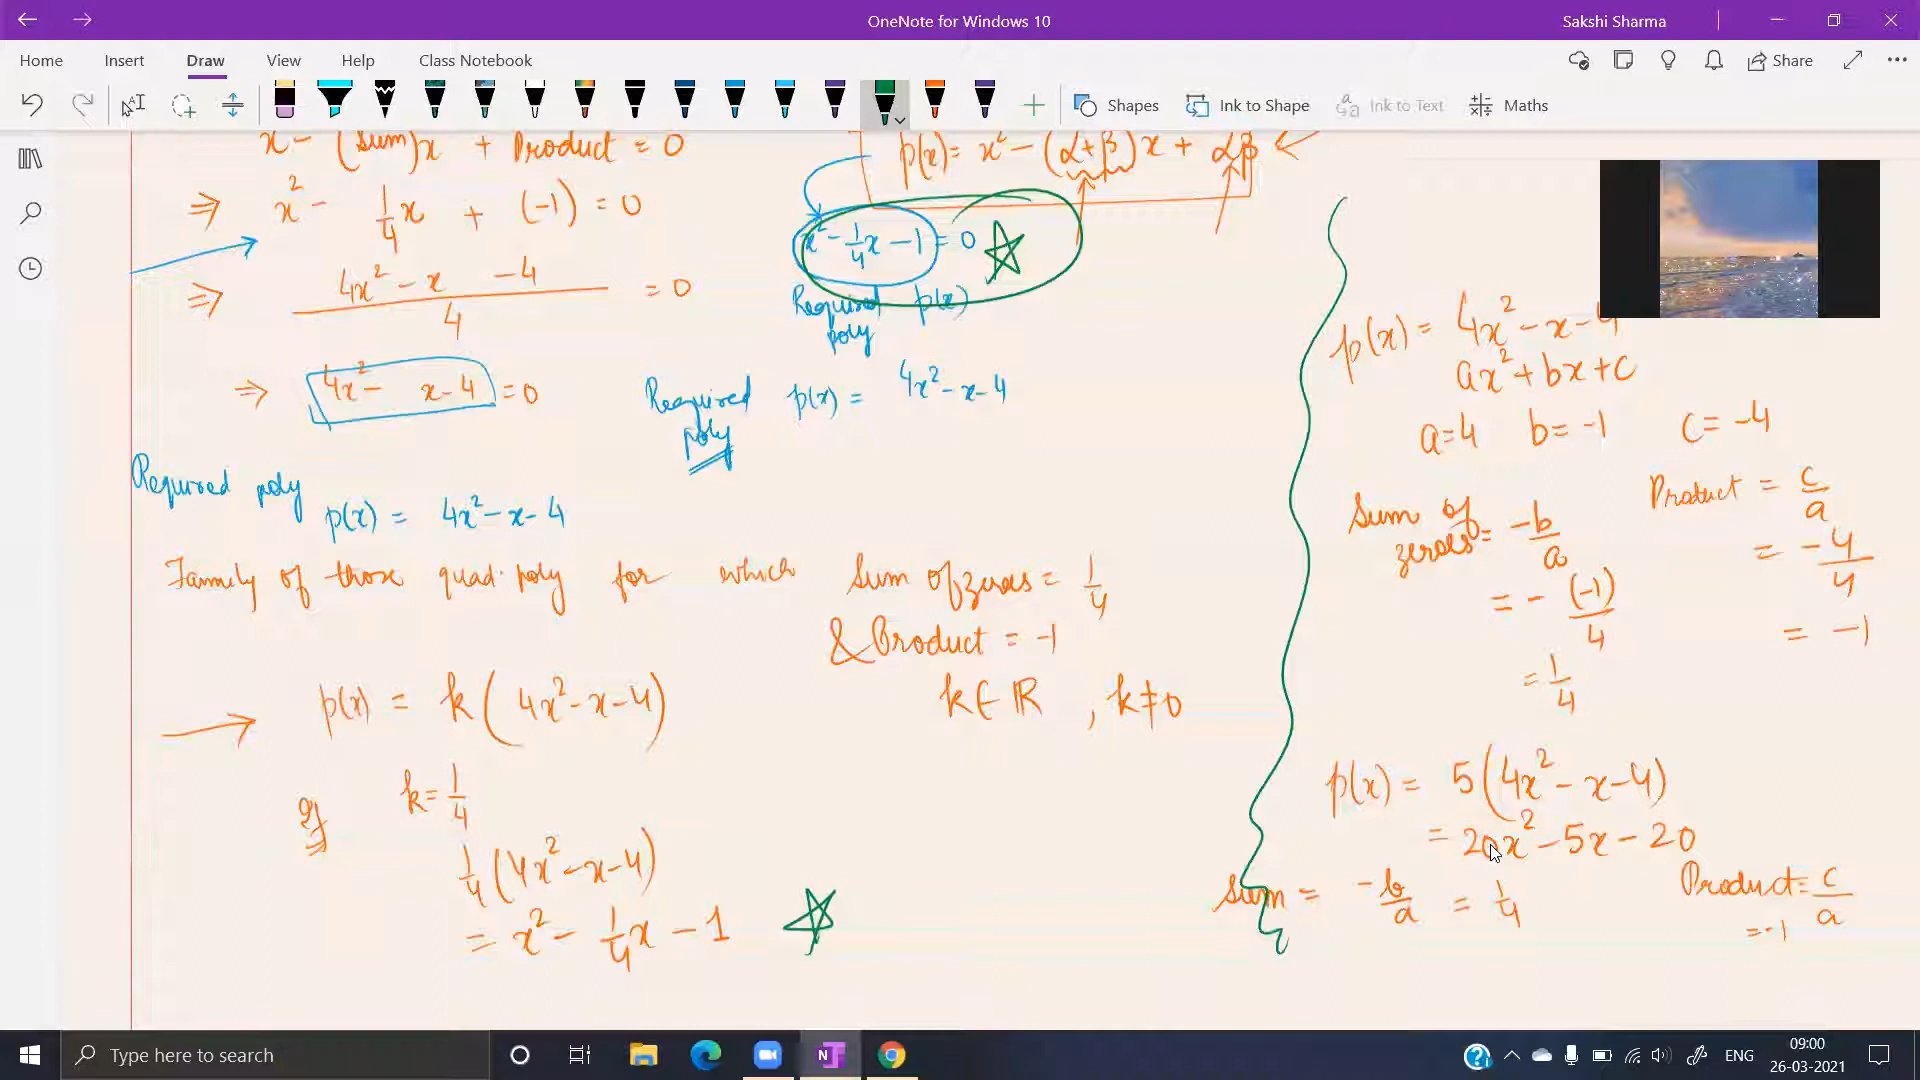 OneNote for Windows 10
Sakshi Sharma
Home Insert Draw View Help Class Notebook
Share
Shapes Ink to Shape Ink to Text Maths
x - (Sum)x + Product = 0
⇒ x² - 1/4 x + (-1) = 0
⇒ 4x² - x - 4 / 4 = 0
⇒ 4x² - x - 4 = 0
Required poly p(x) = 4x² - x - 4
p(x) = x² - (α+β)x + αβ ←
x² - 1/4 x - 1 = 0
Required p(x)
poly
Required p(x) = 4x² - x - 4
poly
Family of those quad. poly for which Sum of zeroes = 1/4
& Product = -1
→ p(x) = k(4x² - x - 4) k ∈ ℝ , k ≠ 0
If k = 1/4
1/4 (4x² - x - 4)
= x² - 1/4 x - 1
p(x) = 4x² - x - 4
ax² + bx + c
a=4 b= -1 c= -4
Sum of zeroes = -b/a
= - (-1)/4
= 1/4
Product = c/a
= -4/4
= -1
p(x) = 5(4x² - x - 4)
= 20x² - 5x - 20
Sum = -b/a = 1/4
Product = c/a
= -1
Type here to search
ENG
09:00
26-03-2021